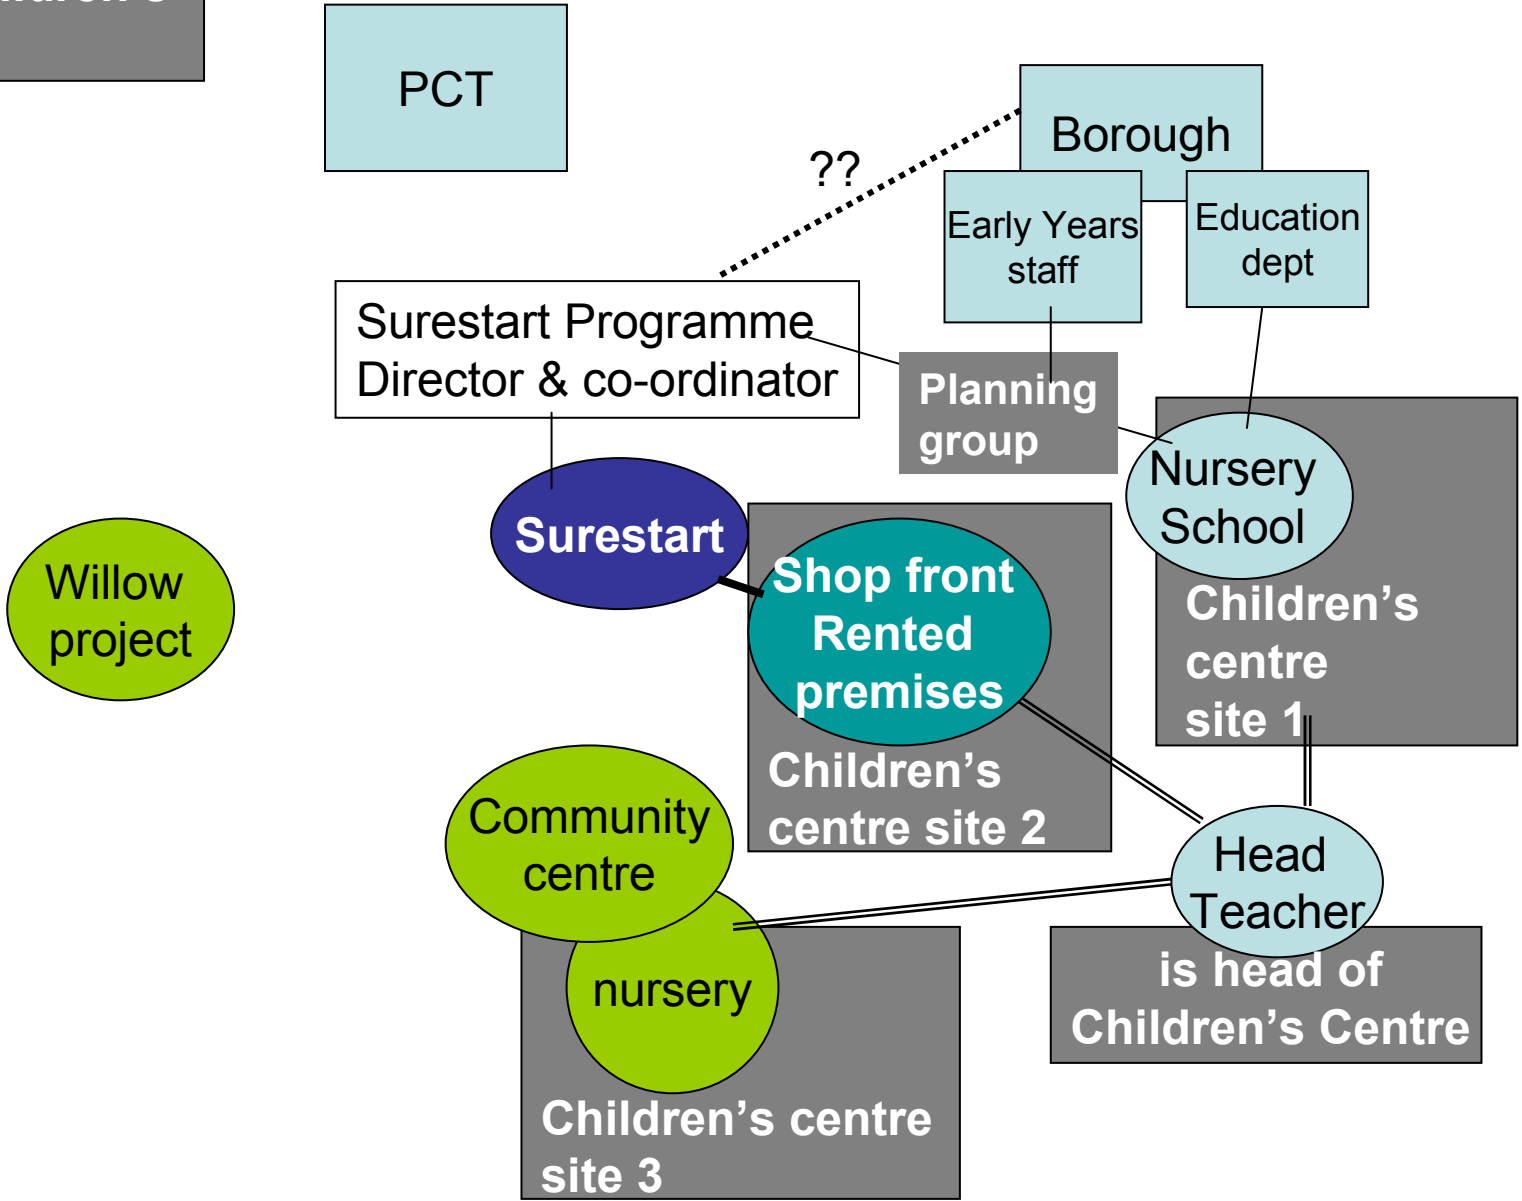 PCT
Borough
??
Early Years
staff
Education
dept
Surestart Programme
Director & co-ordinator
Planning
group
Nursery
School
Surestart
Shop front
Rented
premises
Willow
project
Children’s
centre
site 1
Children’s
centre site 2
Community
centre
Head
Teacher
is head of
Children’s Centre
nursery
Children’s centre
site 3